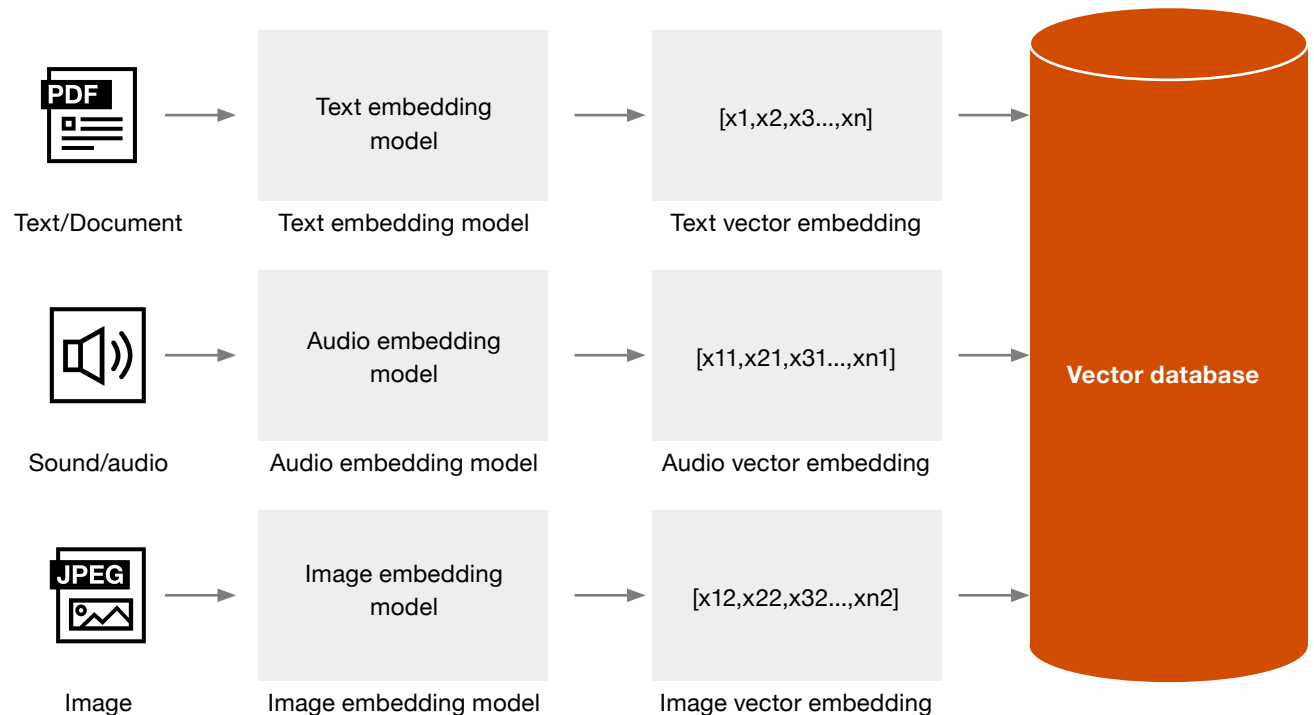 PDF
Text embedding
model
[x1,x2,x3...,xn]
Text/Document
Text embedding model
Text vector embedding
Audio embedding
model
[x11,x21,x31...,xn1]
Vector database
Sound/audio
Audio embedding model
Audio vector embedding
JPEG
Image embedding
model
[x12,x22,x32...,xn2]
Image
Image embedding model
Image vector embedding